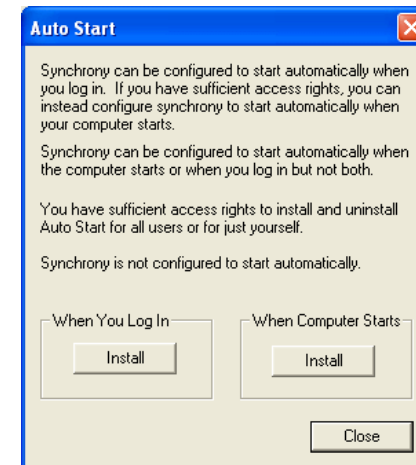 Auto Start
Synchrony can be configured to start automatically when
you log in. If you have sufficient access rights, you can
instead configure synchrony to start automatically when
your computer starts.
Synchrony can be configured to start automatically when
the computer starts or when you log in but not both.
You have sufficient access rights to install and uninstall
Auto Start for all users or for just yourself.
Synchrony is not configured to start automatically.
When You Log In
Install
When Computer Starts
Install
Close